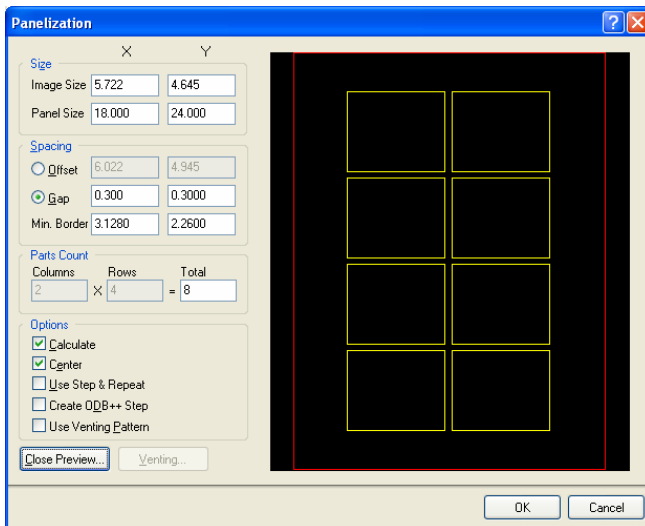 Panelization
X Y
Size
Image Size 5.722 4.645
Panel Size 18.000 24.000
Spacing
Offset 6.022 4.945
Gap 0.300 0.3000
Min. Border 3.1280 2.2600
Parts Count
Columns Rows Total
2 X 4 = 8
Options
Calculate
Center
Use Step & Repeat
Create ODB++ Step
Use Venting Pattern
Close Preview... Venting...
OK Cancel